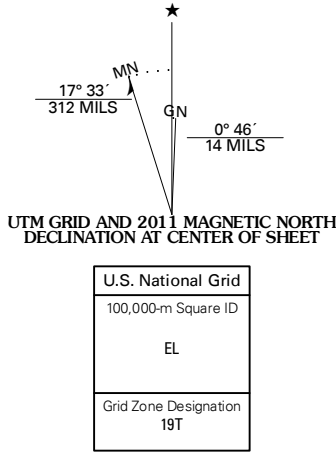 ★
MN
17° 33´
312 MILS
GN
0° 46´
14 MILS
UTM GRID AND 2011 MAGNETIC NORTH
DECLINATION AT CENTER OF SHEET
U.S. National Grid
100,000-m Square ID
EL
Grid Zone Designation
19T